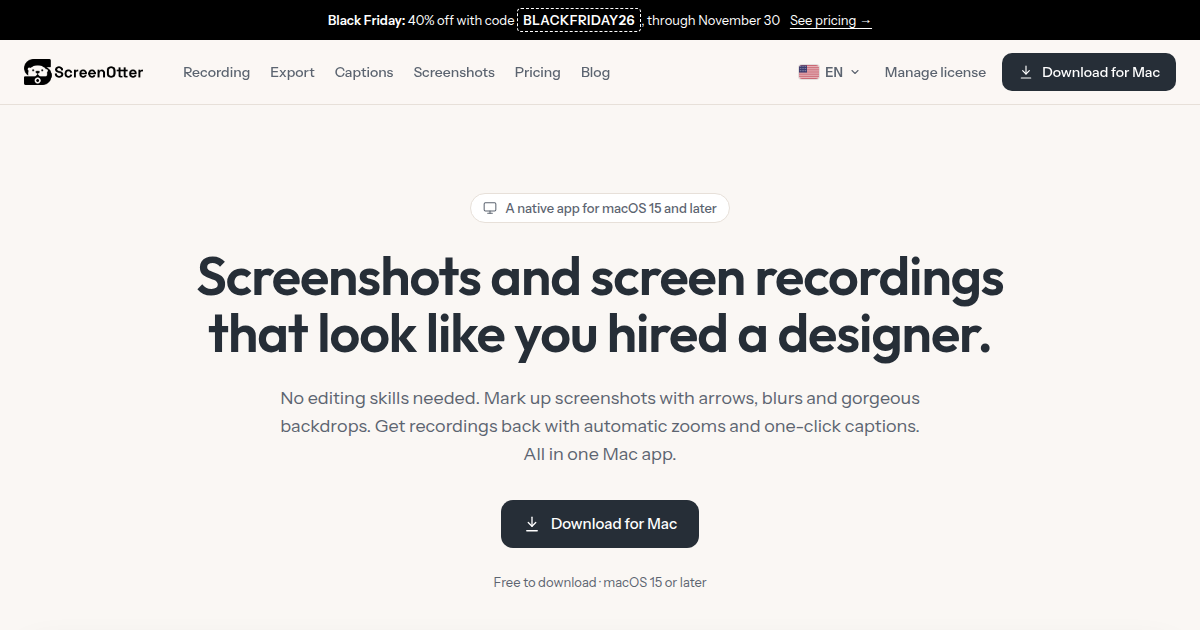 Black Friday: 40% off with code BLACKFRIDAY26, through November 30 See pricing →
ScreenOtter Recording Export Captions Screenshots Pricing Blog EN Manage license Download for Mac
A native app for macOS 15 and later
Screenshots and screen recordings
that look like you hired a designer.
No editing skills needed. Mark up screenshots with arrows, blurs and gorgeous
backdrops. Get recordings back with automatic zooms and one-click captions.
All in one Mac app.
Download for Mac
Free to download · macOS 15 or later